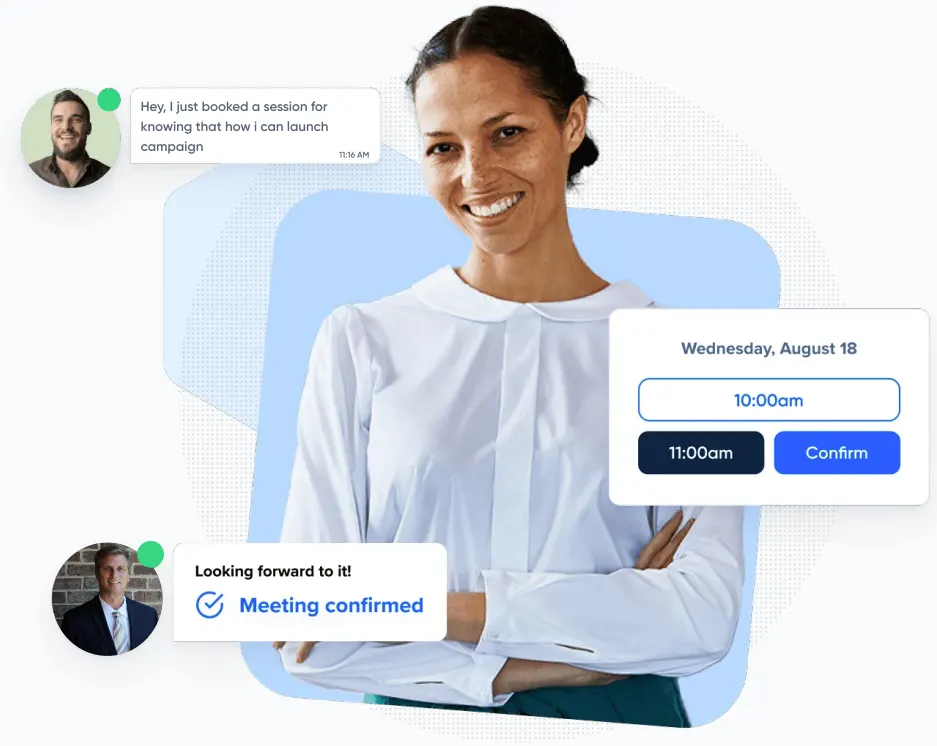 Hey, I just booked a session for
knowing that how i can launch
campaign
11:16 AM
Wednesday, August 18
10:00am
11:00am
Confirm
Looking forward to it!
Meeting confirmed